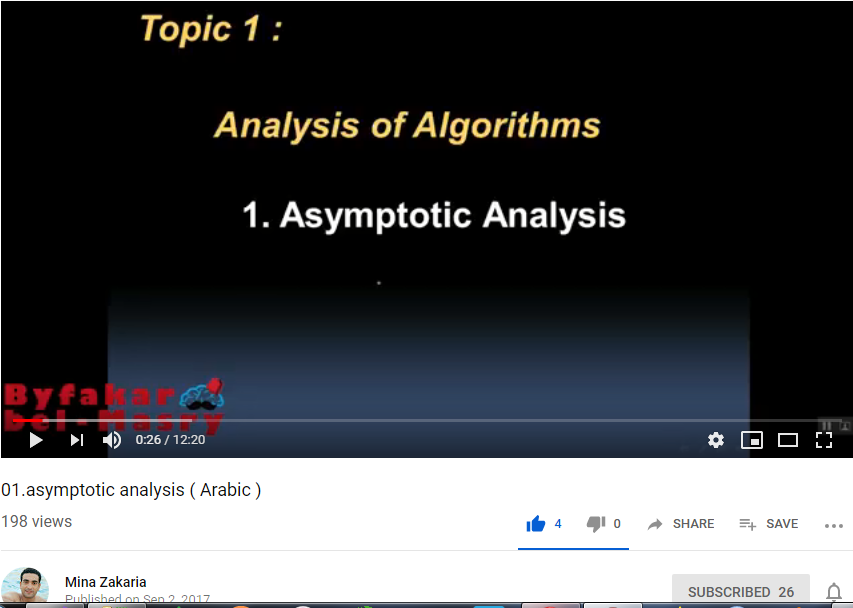 Topic 1 :
Analysis of Algorithms
1. Asymptotic Analysis
Byfakar
bel-Masry
0:26 / 12:20
01.asymptotic analysis ( Arabic )
198 views
4
0
SHARE
SAVE
Mina Zakaria
SUBSCRIBED 26
Published on Sep 2, 2017